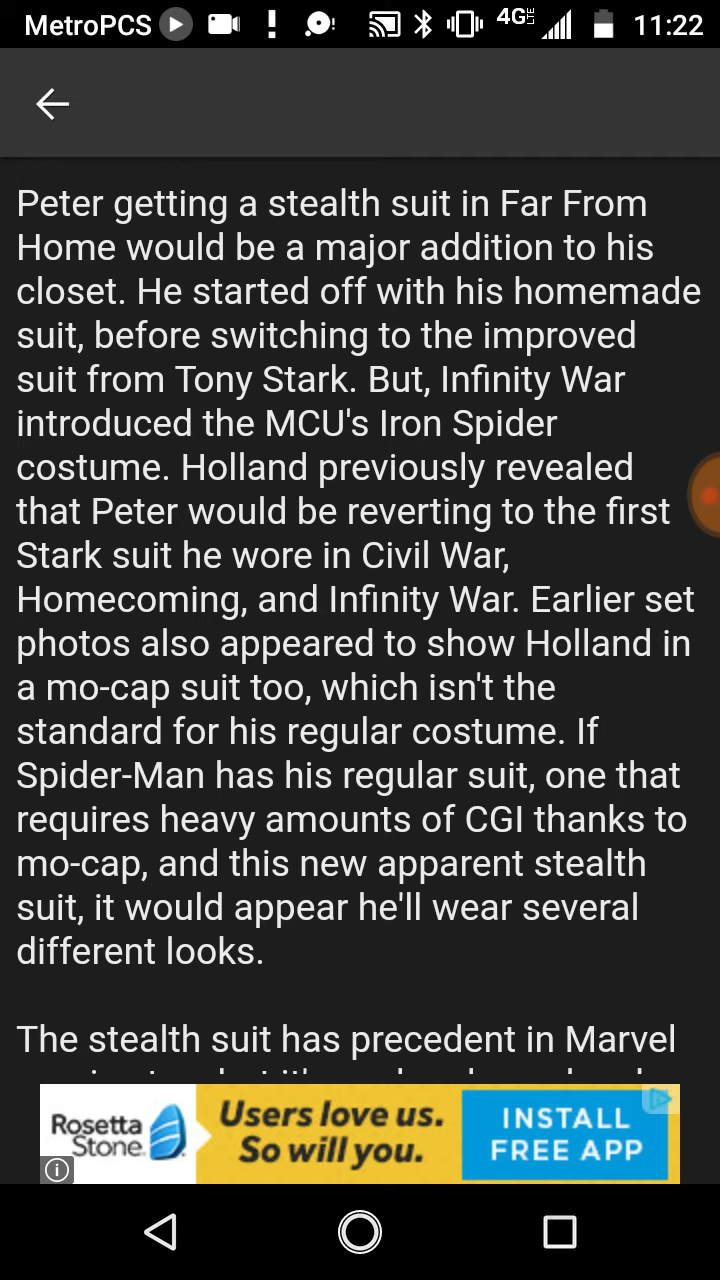 MetroPCS 4G LTE 11:22
Peter getting a stealth suit in Far From
Home would be a major addition to his
closet. He started off with his homemade
suit, before switching to the improved
suit from Tony Stark. But, Infinity War
introduced the MCU's Iron Spider
costume. Holland previously revealed
that Peter would be reverting to the first
Stark suit he wore in Civil War,
Homecoming, and Infinity War. Earlier set
photos also appeared to show Holland in
a mo-cap suit too, which isn't the
standard for his regular costume. If
Spider-Man has his regular suit, one that
requires heavy amounts of CGI thanks to
mo-cap, and this new apparent stealth
suit, it would appear he'll wear several
different looks.
The stealth suit has precedent in Marvel
Rosetta
Stone
Users love us.
So will you.
INSTALL
FREE APP